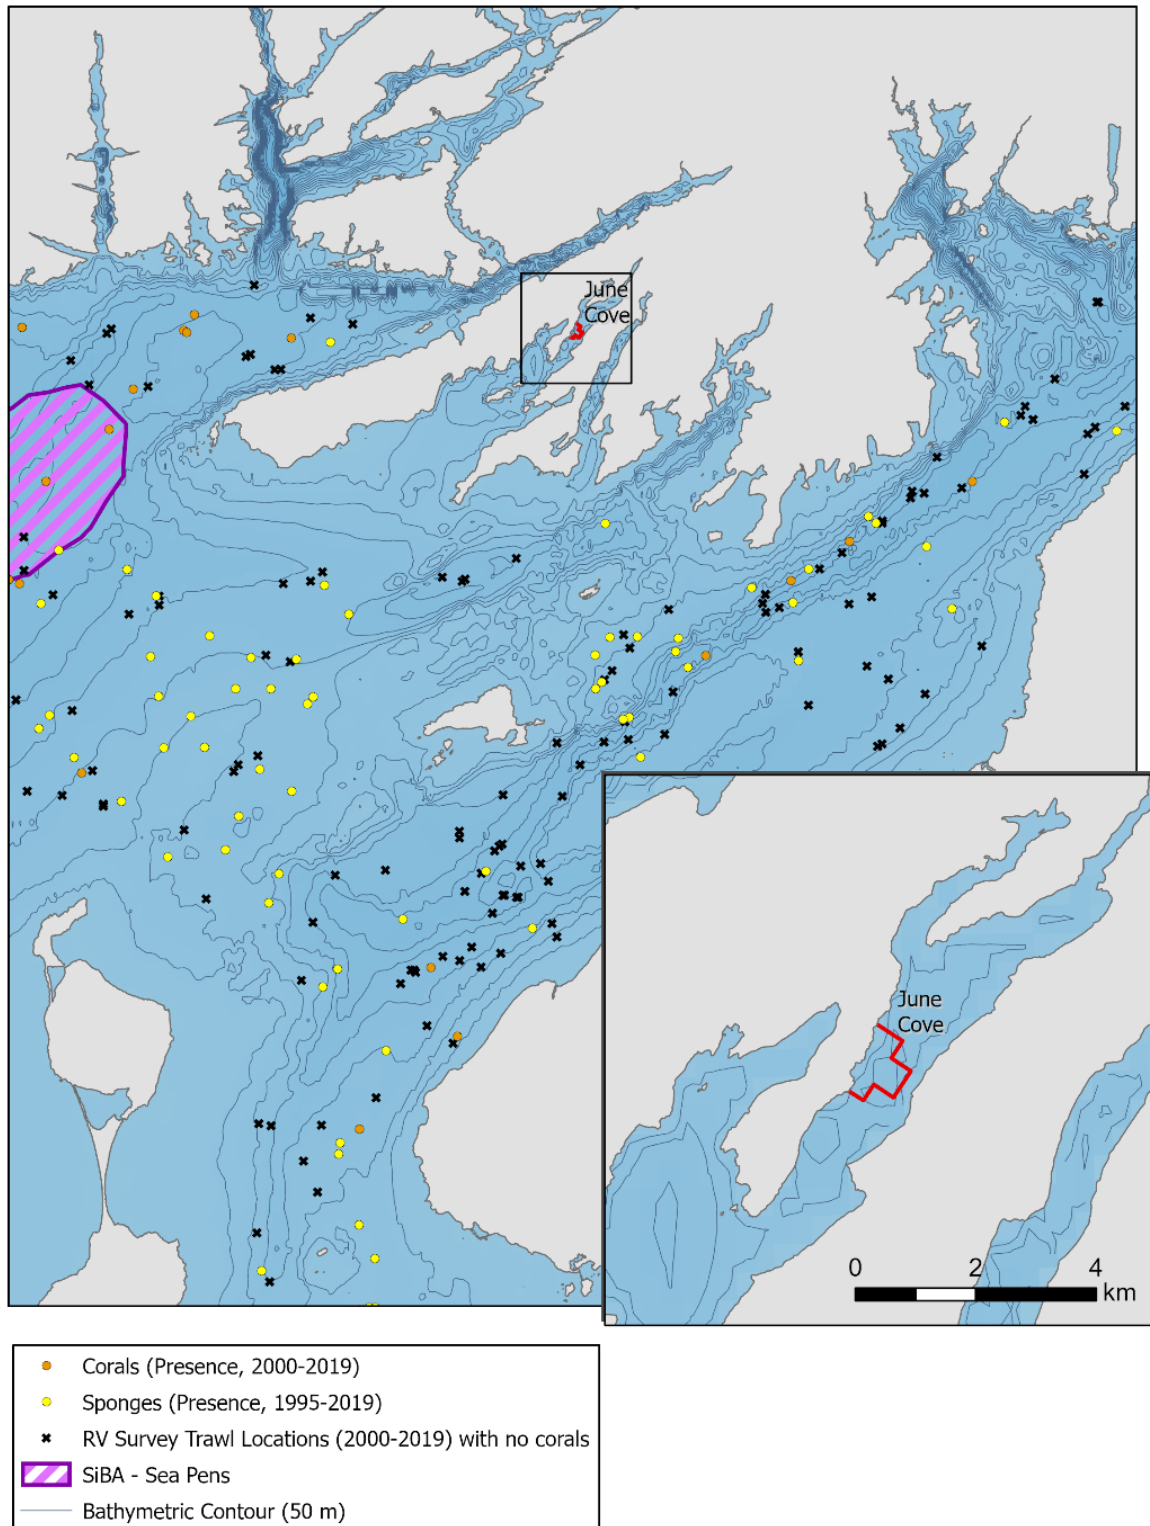 June
Cove
June
Cove
0 2 4
km
Corals (Presence, 2000-2019)
Sponges (Presence, 1995-2019)
RV Survey Trawl Locations (2000-2019) with no corals
SiBA - Sea Pens
Bathymetric Contour (50 m)